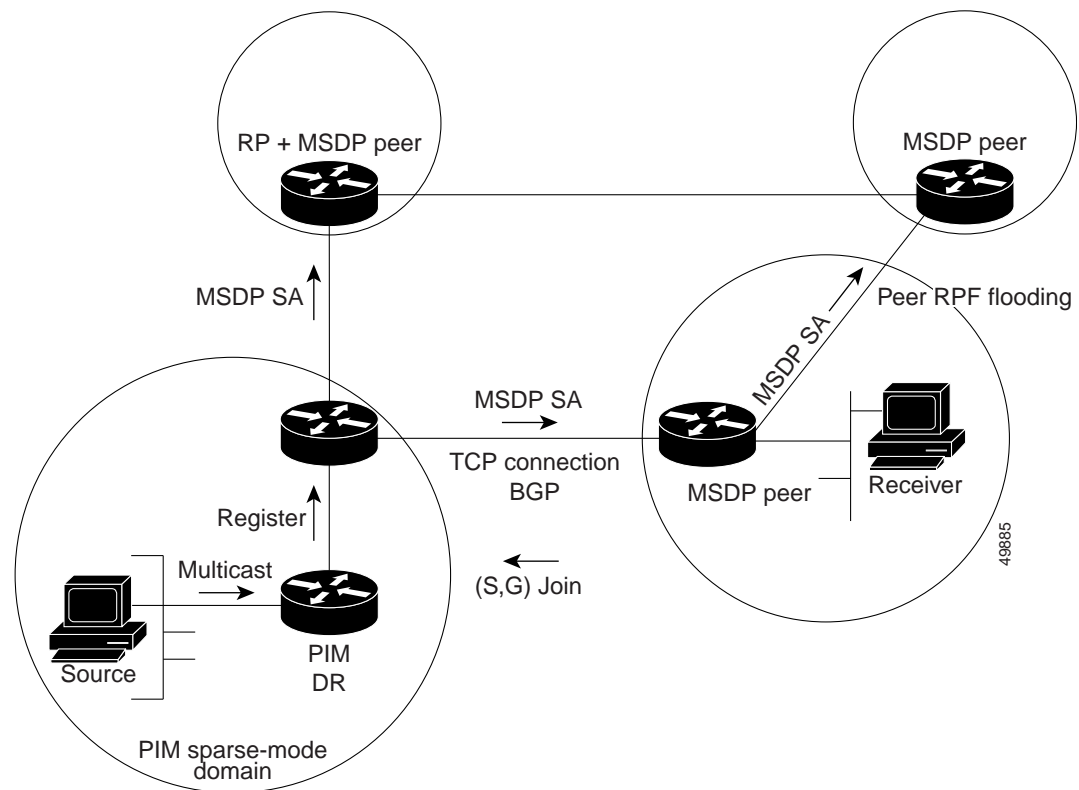 RP + MSDP peer
MSDP peer
MSDP SA
Peer RPF flooding
MSDP SA
MSDP SA
TCP connection
BGP
MSDP peer
Receiver
Register
49885
Multicast
(S,G) Join
Source
PIM
DR
PIM sparse-mode
domain